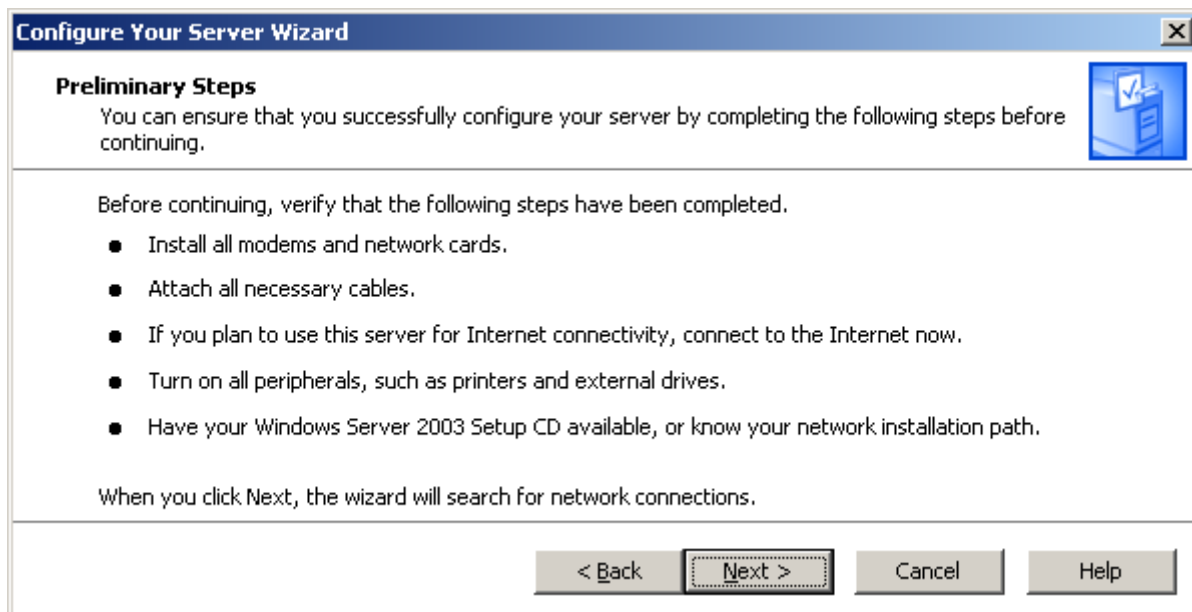 Configure Your Server Wizard
Preliminary Steps
You can ensure that you successfully configure your server by completing the following steps before
continuing.
Before continuing, verify that the following steps have been completed.
● Install all modems and network cards.
● Attach all necessary cables.
● If you plan to use this server for Internet connectivity, connect to the Internet now.
● Turn on all peripherals, such as printers and external drives.
● Have your Windows Server 2003 Setup CD available, or know your network installation path.
When you click Next, the wizard will search for network connections.
< Back Next > Cancel Help